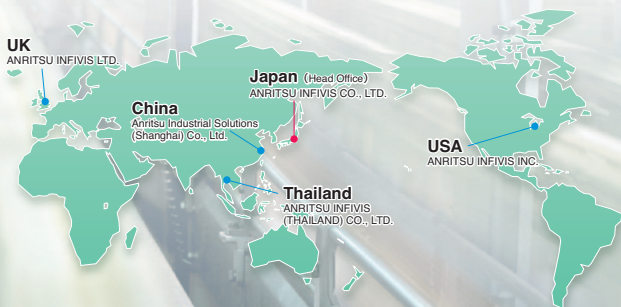 UK
ANRITSU INFIVIS LTD.
Japan (Head Office)
ANRITSU INFIVIS CO., LTD.
China
Anritsu Industrial Solutions
(Shanghai) Co., Ltd.
USA
ANRITSU INFIVIS INC.
Thailand
ANRITSU INFIVIS
(THAILAND) CO., LTD.